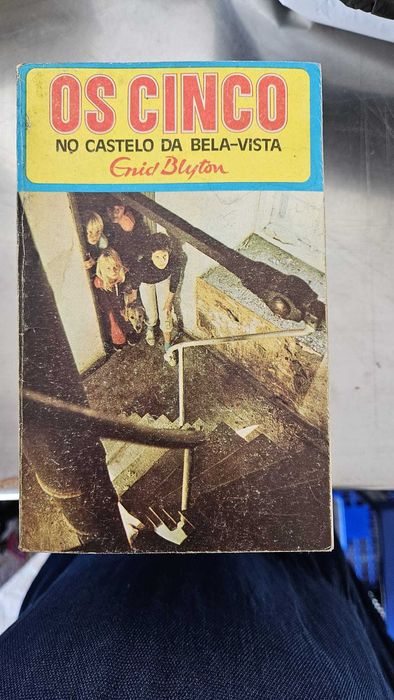 OS CINCO
NO CASTELO DA BELA-VISTA
Enid Blyton